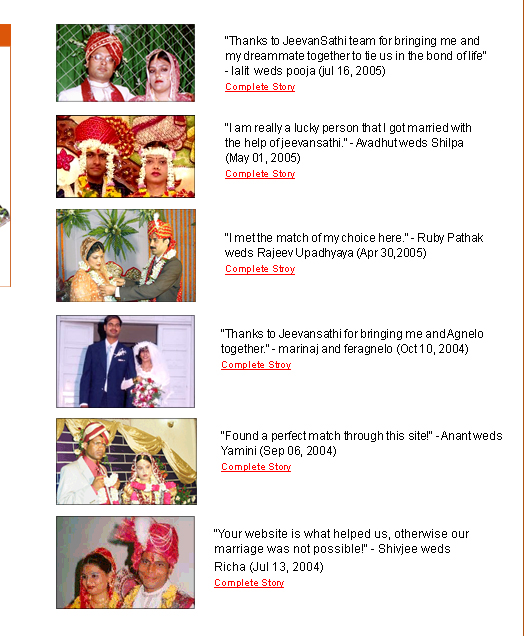 "Thanks to JeevanSathi team for bringing me and
my dreammate together to tie us in the bond of life"
- lalit weds pooja (jul 16, 2005)
Complete Story
"I am really a lucky person that I got married with
the help of jeevansathi." - Avadhut weds Shilpa
(May 01, 2005)
Complete Story
"I met the match of my choice here." - Ruby Pathak
weds Rajeev Upadhyaya (Apr 30,2005)
Complete Stroy
"Thanks to Jeevansathi for bringing me and Agnelo
together." - marinaj and feragnelo (Oct 10, 2004)
Complete Stroy
"Found a perfect match through this site!" - Anant weds
Yamini (Sep 06, 2004)
Complete Story
"Your website is what helped us, otherwise our
marriage was not possible!" - Shivjee weds
Richa (Jul 13, 2004)
Complete Story